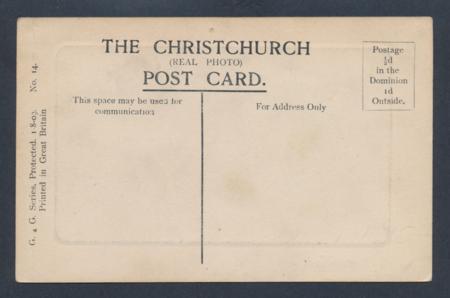 THE CHRISTCHURCH
(REAL PHOTO)
POST CARD.
Postage
½d
in the
Dominion
1d
Outside.
This space may be used for
communication
For Address Only
G. & G. Series, Protected. 1-8-07. No. 14.
Printed in Great Britain